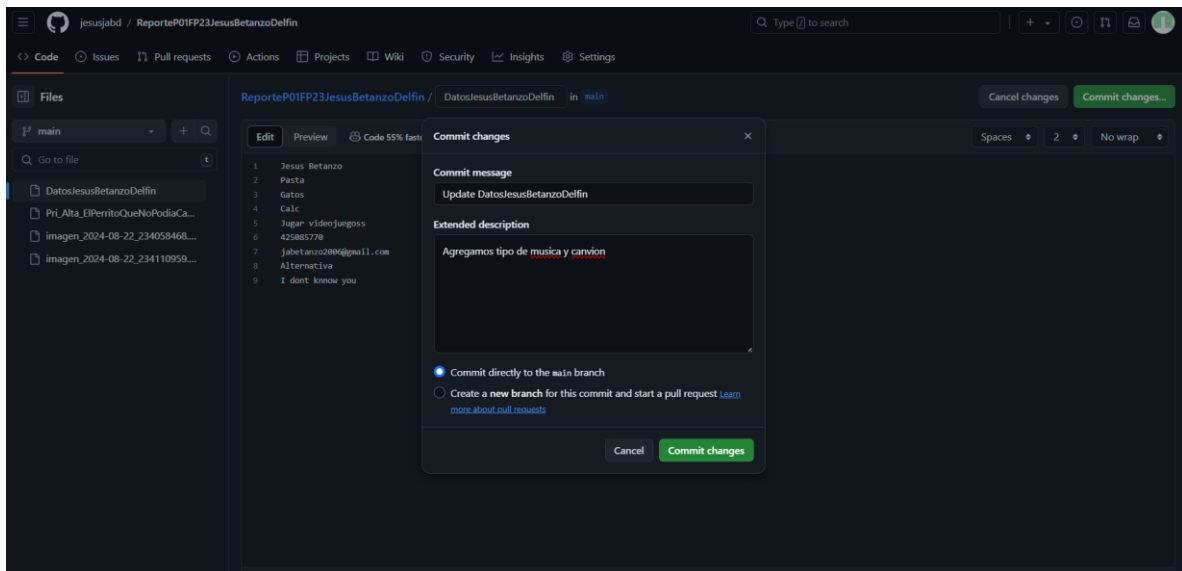 jesusjabd / ReporteP01FP23JesusBetanzoDelfin
Type / to search
Code Issues Pull requests Actions Projects Wiki Security Insights Settings
Files
ReporteP01FP23JesusBetanzoDelfin / DatosJesusBetanzoDelfin in main
Cancel changes Commit changes...
main
Go to file t
DatosJesusBetanzoDelfin
Pri_Alta_ElPerritoQueNoPodiaCa...
imagen_2024-08-22_234058468....
imagen_2024-08-22_234110959....
Edit Preview Code 55% faste
Spaces 2 No wrap
1 Jesus Betanzo
2 Pasta
3 Gatos
4 Calc
5 Jugar videojuegoss
6 425085770
7 jabetanzo2006@gmail.com
8 Alternativa
9 I dont knnow you
Commit changes
Commit message
Update DatosJesusBetanzoDelfin
Extended description
Agregamos tipo de musica y canvion
Commit directly to the main branch
Create a new branch for this commit and start a pull request Learn
more about pull requests
Cancel Commit changes